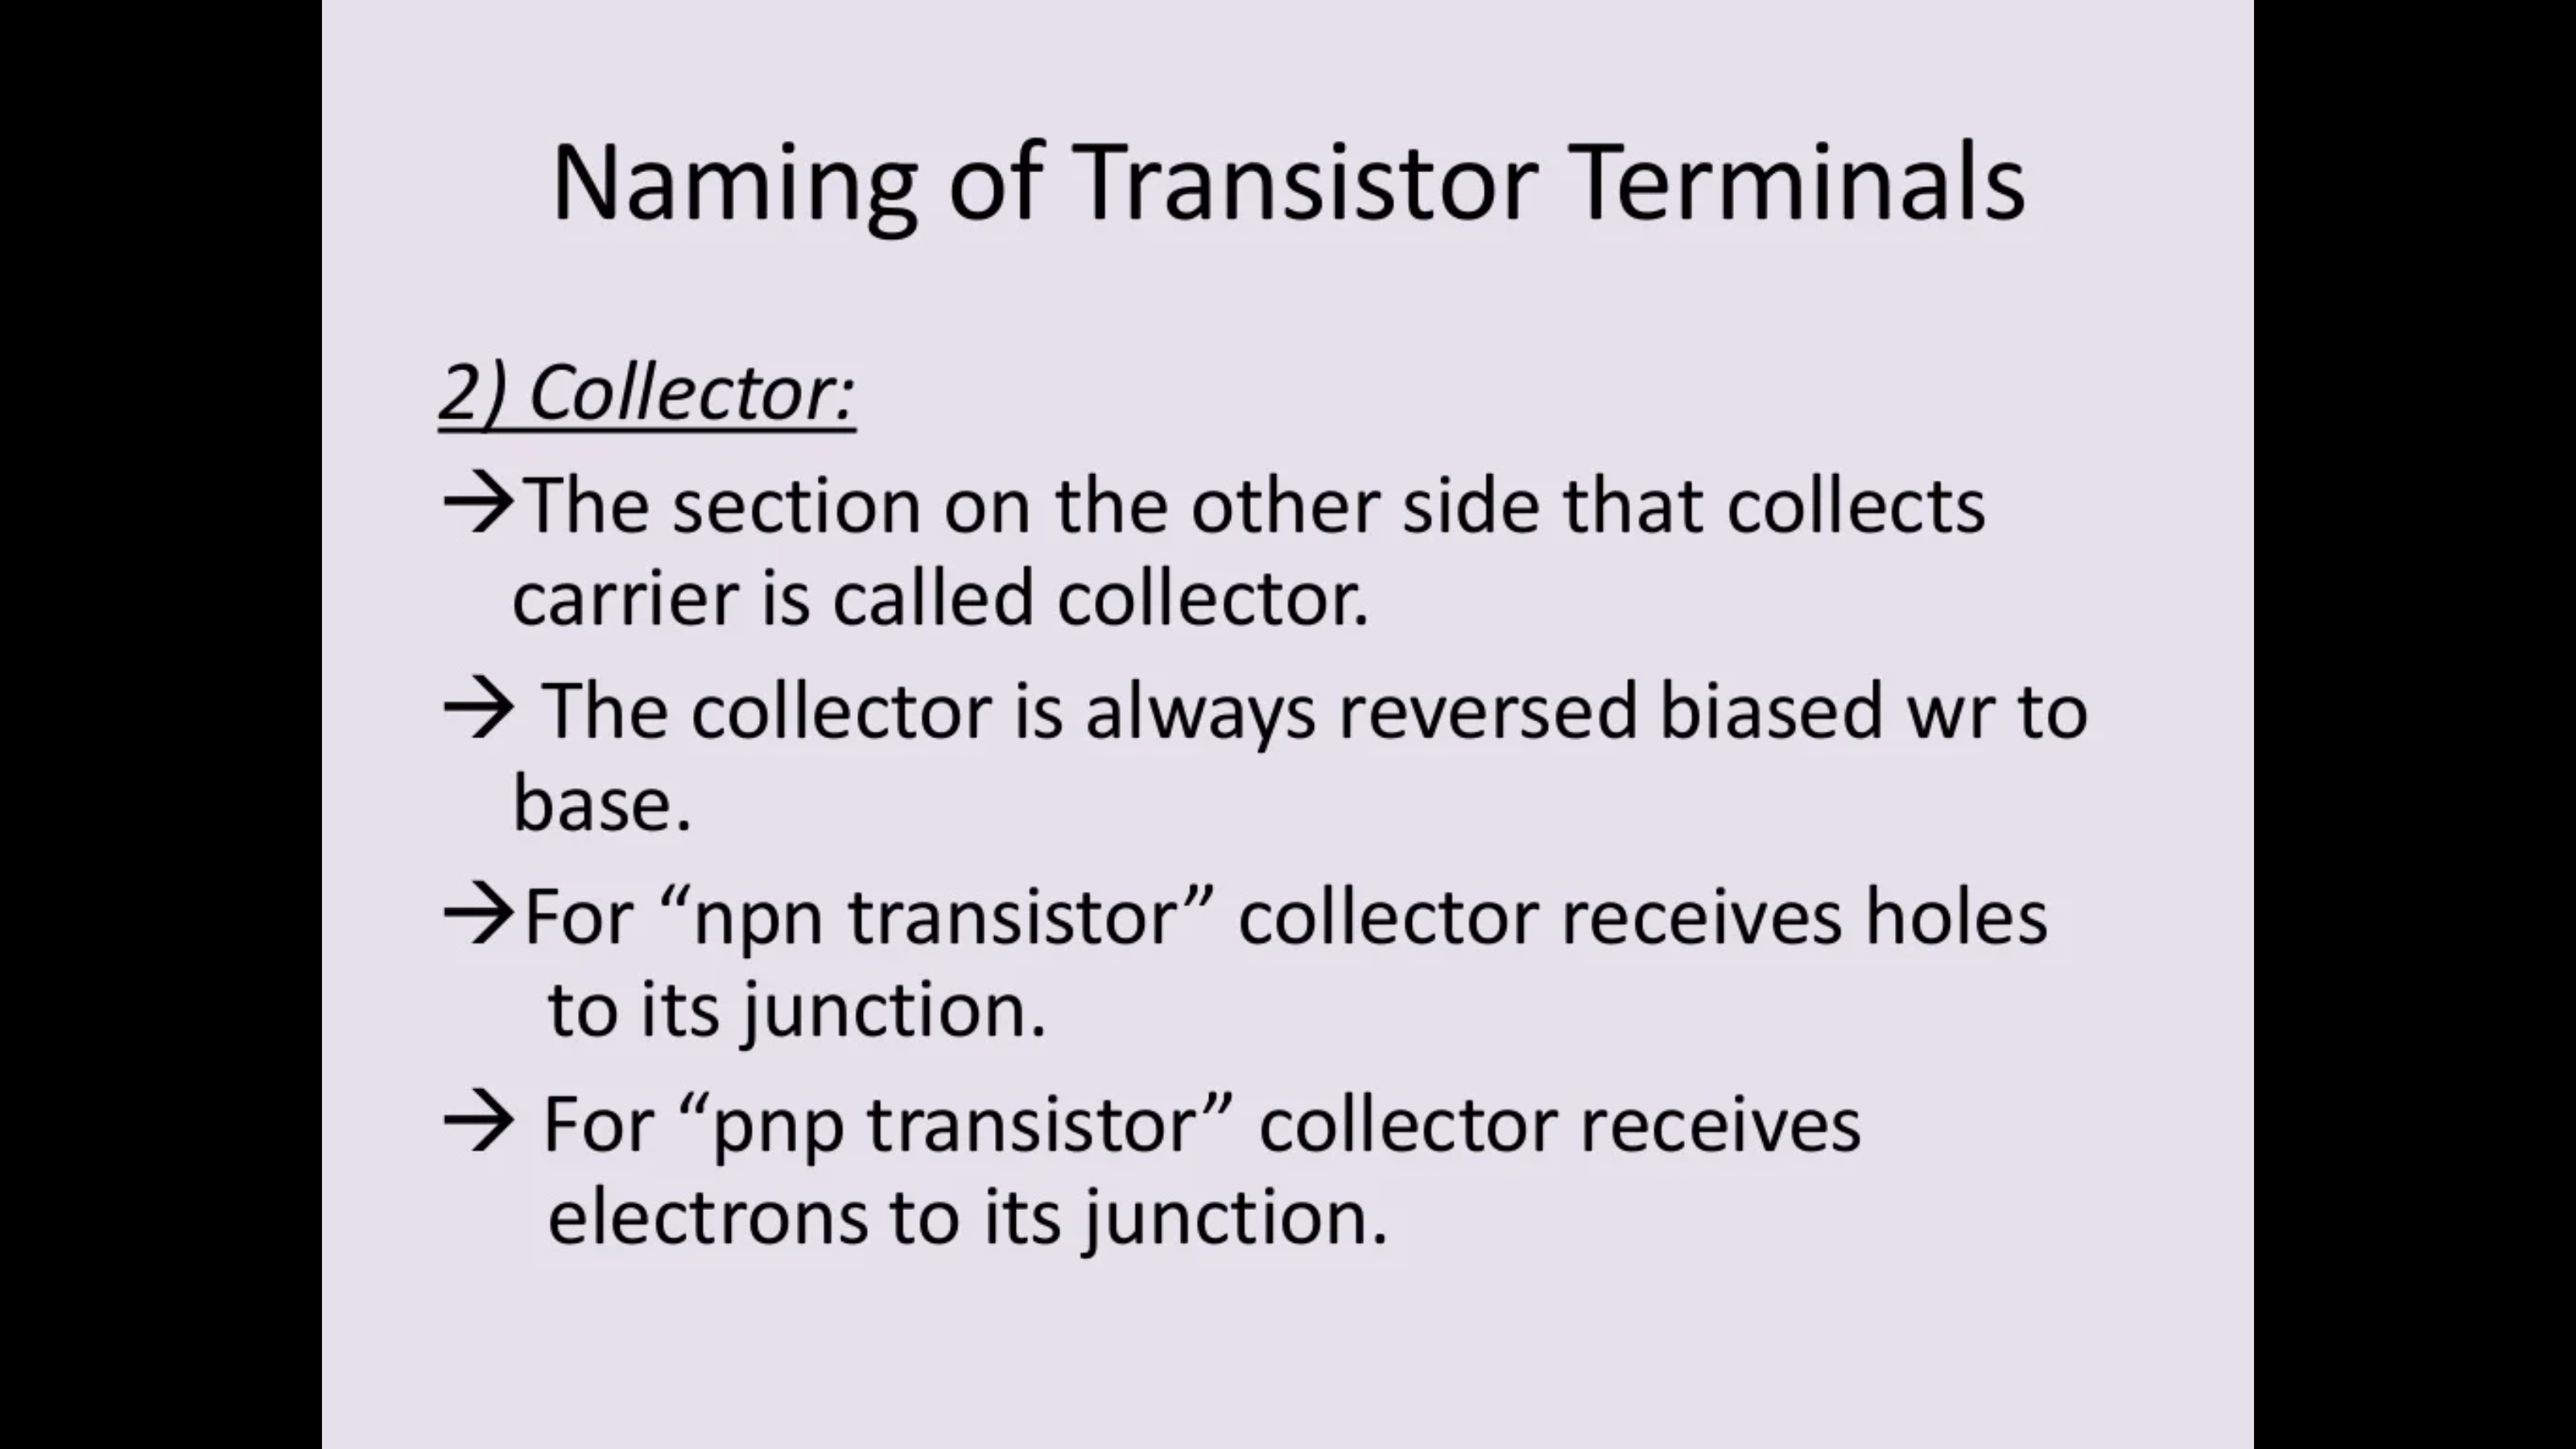 Naming of Transistor Terminals
2) Collector:
→The section on the other side that collects
carrier is called collector.
→ The collector is always reversed biased wr to
base.
→For “npn transistor” collector receives holes
to its junction.
→ For “pnp transistor” collector receives
electrons to its junction.